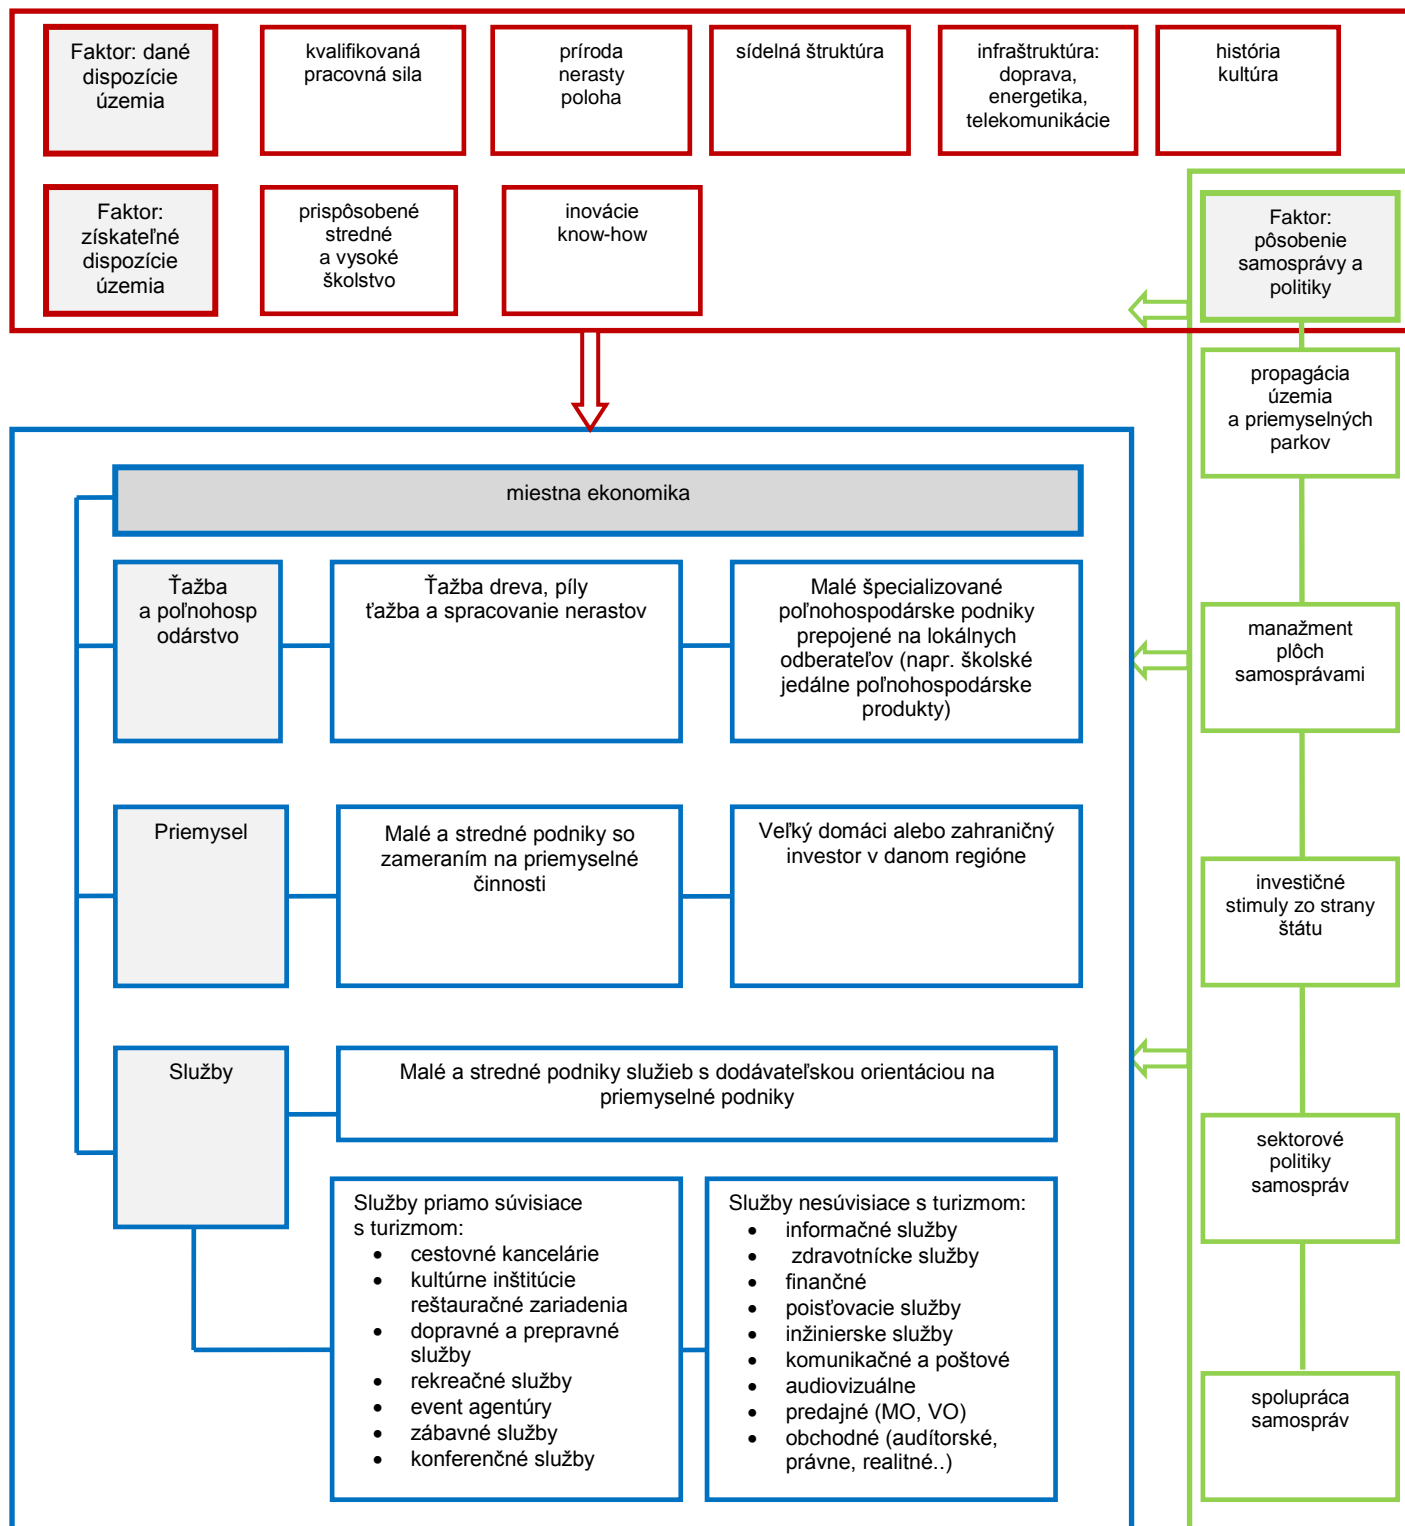 Faktor: dané
dispozície
územia
kvalifikovaná
pracovná sila
príroda
nerasty
poloha
sídelná štruktúra
infraštruktúra:
doprava,
energetika,
telekomunikácie
história
kultúra
Faktor:
získateľné
dispozície
územia
prispôsobené
stredné
a vysoké
školstvo
inovácie
know-how
Faktor:
pôsobenie
samosprávy a
politiky
propagácia
územia
a priemyselných
parkov
manažment
plôch
samosprávami
investičné
stimuly zo strany
štátu
sektorové
politiky
samospráv
spolupráca
samospráv
miestna ekonomika
Ťažba
a poľnohosp
odárstvo
Ťažba dreva, píly
ťažba a spracovanie nerastov
Malé špecializované
poľnohospodárske podniky
prepojené na lokálnych
odberateľov (napr. školské
jedálne poľnohospodárske
produkty)
Priemysel
Malé a stredné podniky so
zameraním na priemyselné
činnosti
Veľký domáci alebo zahraničný
investor v danom regióne
Služby
Malé a stredné podniky služieb s dodávateľskou orientáciou na
priemyselné podniky
Služby priamo súvisiace
s turizmom:
• cestovné kancelárie
• kultúrne inštitúcie
reštauračné zariadenia
• dopravné a prepravné
služby
• rekreačné služby
• event agentúry
• zábavné služby
• konferenčné služby
Služby nesúvisiace s turizmom:
• informačné služby
• zdravotnícke služby
• finančné
• poisťovacie služby
• inžinierske služby
• komunikačné a poštové
• audiovizuálne
• predajné (MO, VO)
• obchodné (audítorské,
právne, realitné..)